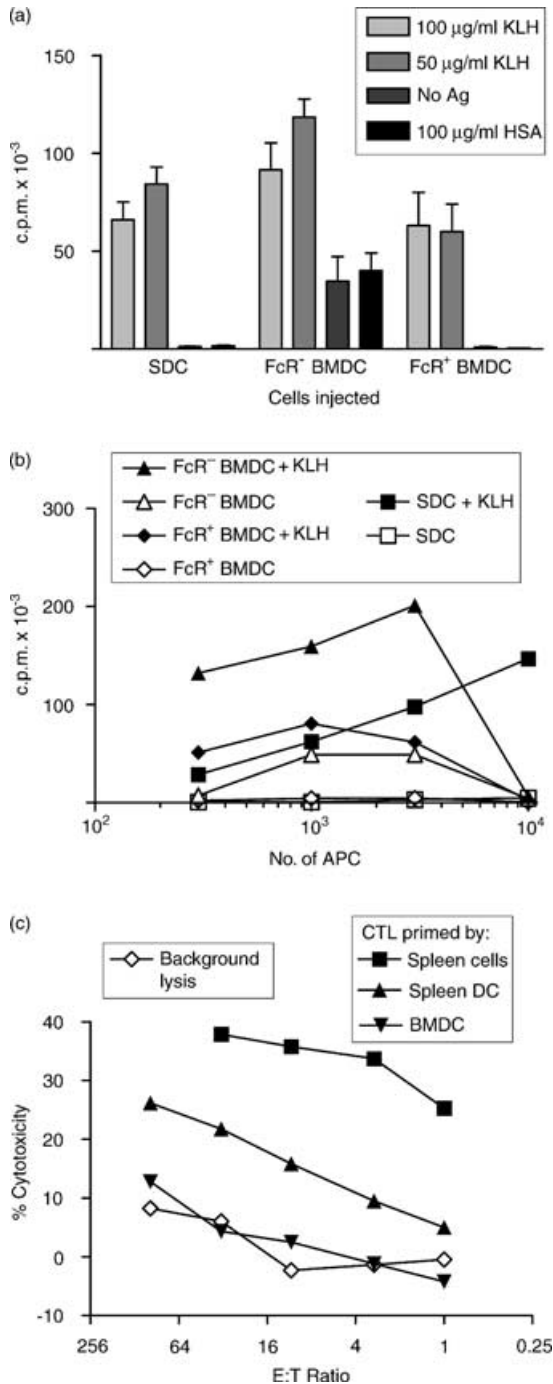 (a)
100 µg/ml KLH
50 µg/ml KLH
No Ag
100 µg/ml HSA
150
100
50
c.p.m. x 10⁻³
SDC
FcR⁻ BMDC
FcR⁺ BMDC
Cells injected
(b)
FcR⁻ BMDC + KLH
FcR⁻ BMDC
FcR⁺ BMDC + KLH
FcR⁺ BMDC
SDC + KLH
SDC
300
200
100
c.p.m. x 10⁻³
10²
10³
10⁴
No. of APC
(c)
Background
lysis
CTL primed by:
Spleen cells
Spleen DC
BMDC
40
30
20
10
0
-10
% Cytotoxicity
256
64
16
4
1
0.25
E:T Ratio